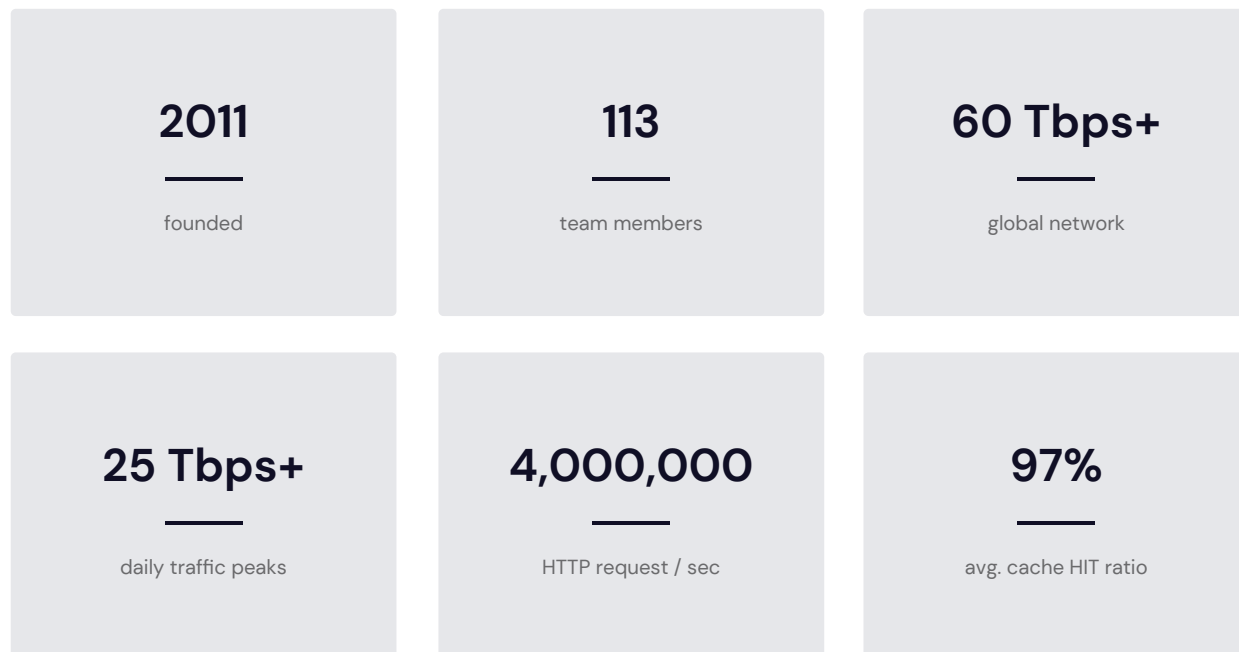 2011
founded
113
team members
60 Tbps+
global network
25 Tbps+
daily traffic peaks
4,000,000
HTTP request / sec
97%
avg. cache HIT ratio